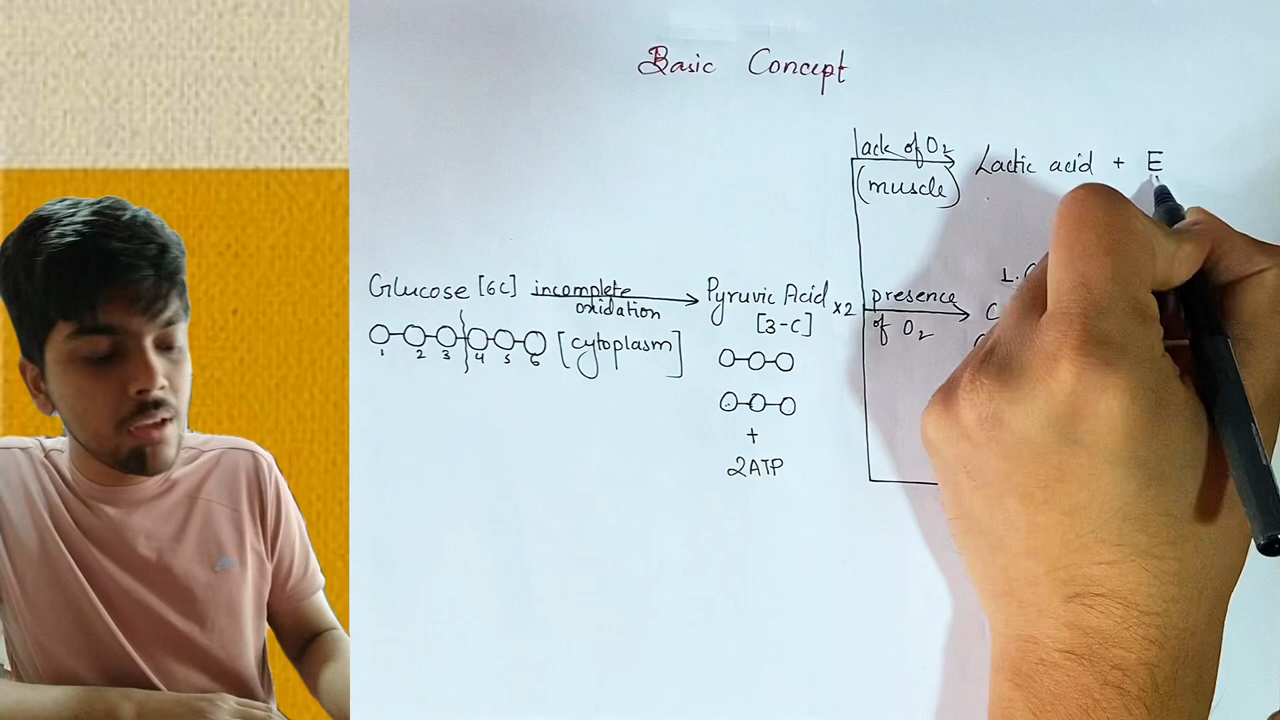 Basic Concept
lack of O2
(muscle)
Lactic acid + E
Glucose [6C]
incomplete
oxidation
[cytoplasm]
1 2 3 4 5 6
Pyruvic Acid x2
[3-C]
+
2ATP
presence
of O2
1.